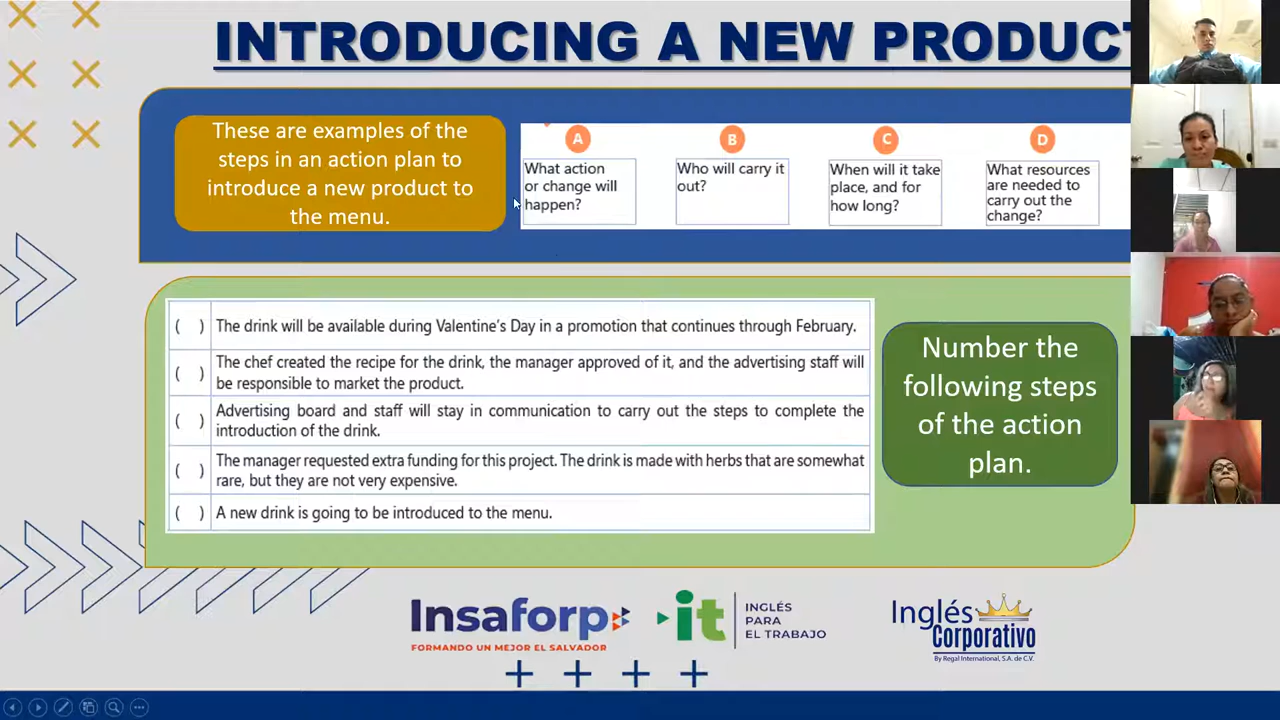 INTRODUCING A NEW PRODUCT
These are examples of the
steps in an action plan to
introduce a new product to
the menu.
A
What action
or change will
happen?
B
Who will carry it
out?
C
When will it take
place, and for
how long?
D
What resources
are needed to
carry out the
change?
( ) The drink will be available during Valentine's Day in a promotion that continues through February.
( ) The chef created the recipe for the drink, the manager approved of it, and the advertising staff will
be responsible to market the product.
( ) Advertising board and staff will stay in communication to carry out the steps to complete the
introduction of the drink.
( ) The manager requested extra funding for this project. The drink is made with herbs that are somewhat
rare, but they are not very expensive.
( ) A new drink is going to be introduced to the menu.
Number the
following steps
of the action
plan.
Insaforp
FORMANDO UN MEJOR EL SALVADOR
it
INGLÉS
PARA
EL TRABAJO
Inglés
Corporativo
By Regal International, S.A. de C.V.